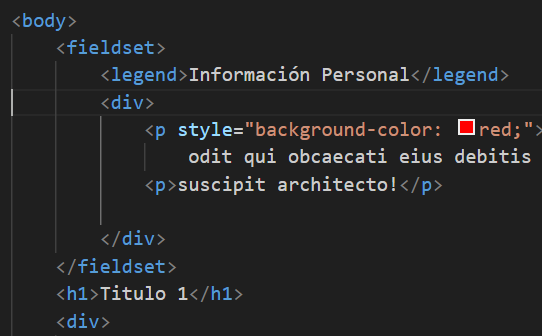 <body>
<fieldset>
<legend>Información Personal</legend>
<div>
<p style="background-color: red;">
odit qui obcaecati eius debitis
<p>suscipit architecto!</p>
</div>
</fieldset>
<h1>Titulo 1</h1>
<div>